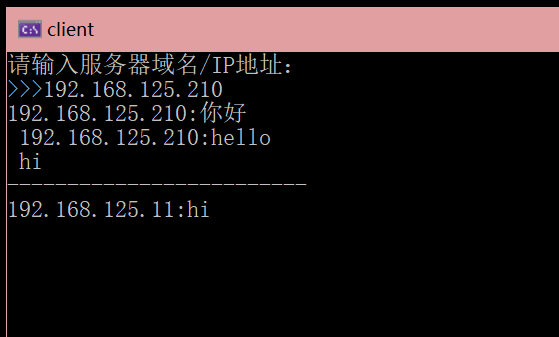 client
请输入服务器域名/IP地址：
>>>192.168.125.210
192.168.125.210:你好
192.168.125.210:hello
hi
-------------------------
192.168.125.11:hi